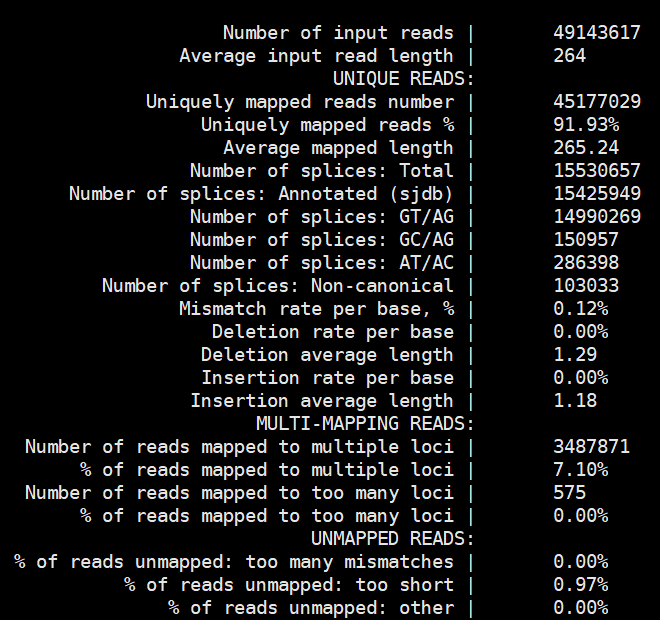 Number of input reads | 49143617
Average input read length | 264
UNIQUE READS:
Uniquely mapped reads number | 45177029
Uniquely mapped reads % | 91.93%
Average mapped length | 265.24
Number of splices: Total | 15530657
Number of splices: Annotated (sjdb) | 15425949
Number of splices: GT/AG | 14990269
Number of splices: GC/AG | 150957
Number of splices: AT/AC | 286398
Number of splices: Non-canonical | 103033
Mismatch rate per base, % | 0.12%
Deletion rate per base | 0.00%
Deletion average length | 1.29
Insertion rate per base | 0.00%
Insertion average length | 1.18
MULTI-MAPPING READS:
Number of reads mapped to multiple loci | 3487871
% of reads mapped to multiple loci | 7.10%
Number of reads mapped to too many loci | 575
% of reads mapped to too many loci | 0.00%
UNMAPPED READS:
% of reads unmapped: too many mismatches | 0.00%
% of reads unmapped: too short | 0.97%
% of reads unmapped: other | 0.00%